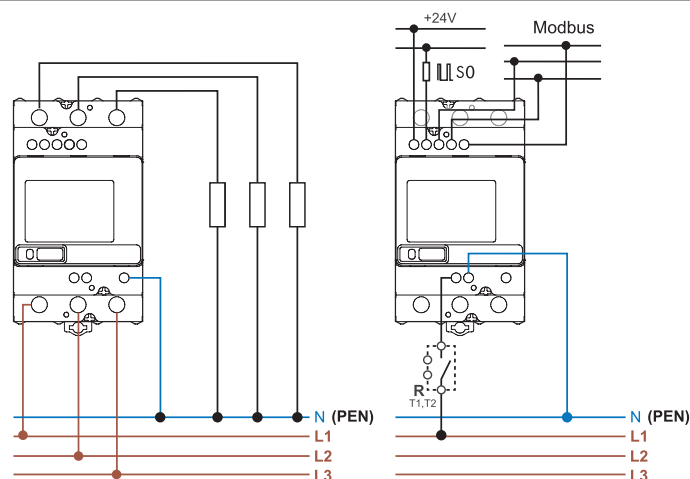 +24V
Modbus
S0
N (PEN)
L1
L2
L3
R
T1,T2
N (PEN)
L1
L2
L3